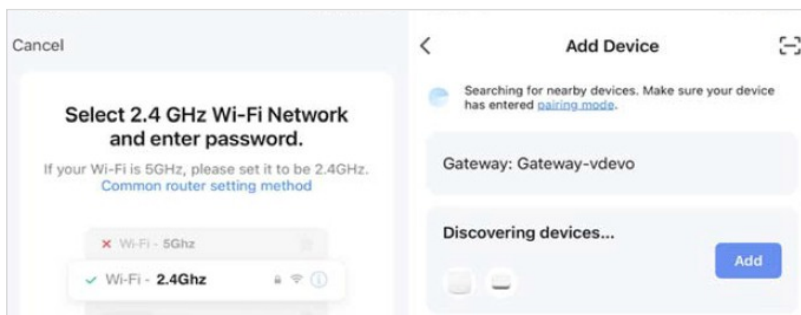 Cancel
Select 2.4 GHz Wi-Fi Network
and enter password.
If your Wi-Fi is 5GHz, please set it to be 2.4GHz.
Common router setting method
Wi-Fi - 5Ghz
Wi-Fi - 2.4Ghz
Add Device
Searching for nearby devices. Make sure your device
has entered pairing mode.
Gateway: Gateway-vdevo
Discovering devices...
Add